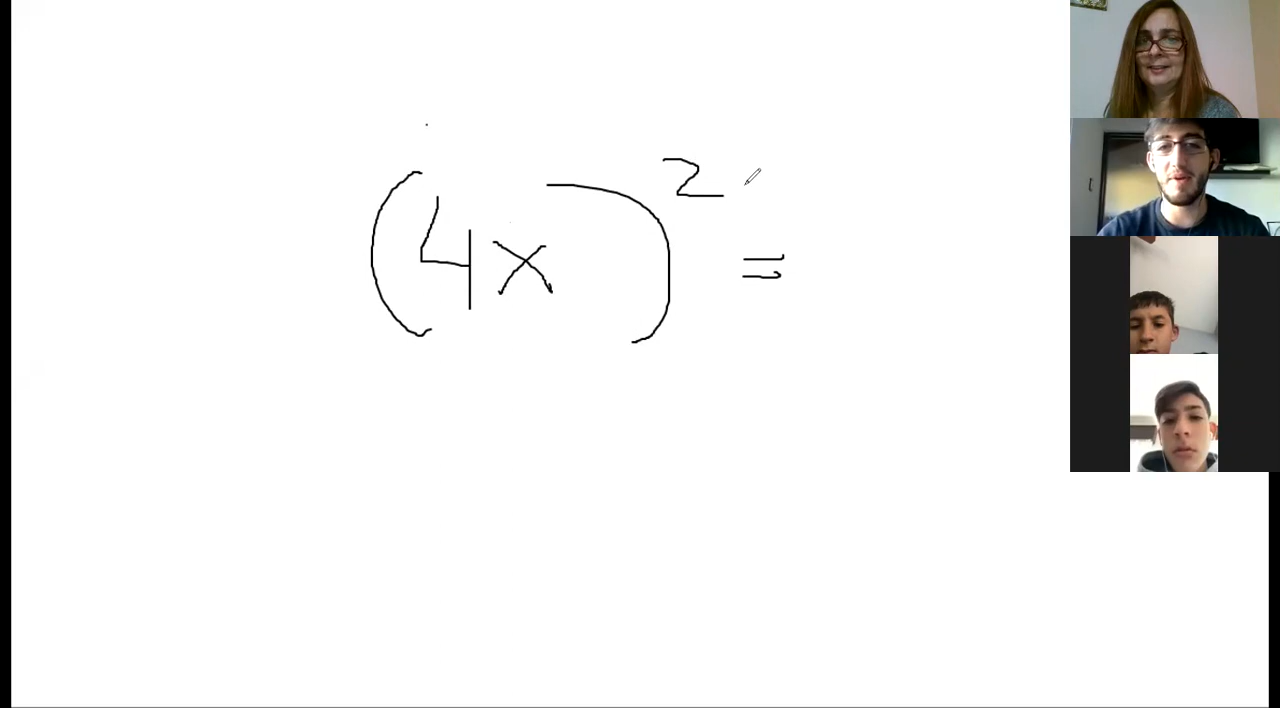 (4x)² =